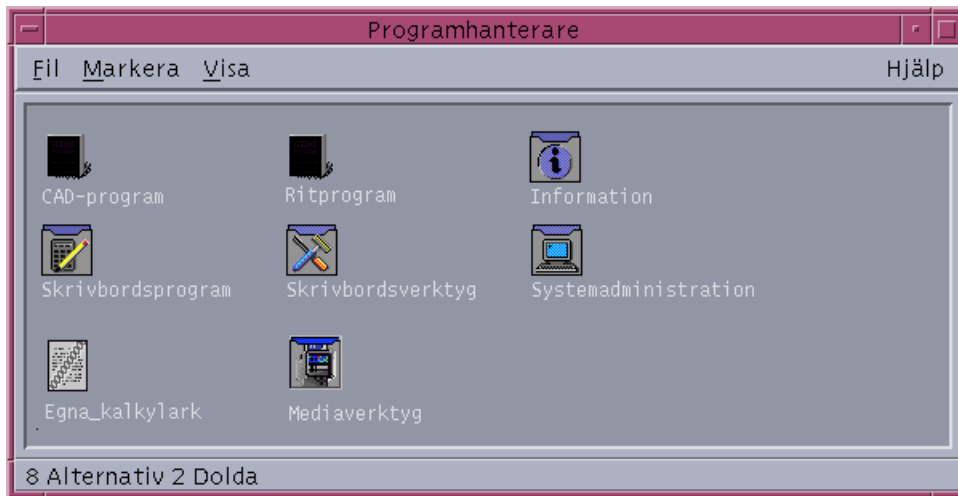 Programhanterare
Fil Markera Visa Hjälp
CAD-program Ritprogram Information
Skrivbordsprogram Skrivbordsverktyg Systemadministration
Egna_kalkylark Mediaverktyg
8 Alternativ 2 Dolda